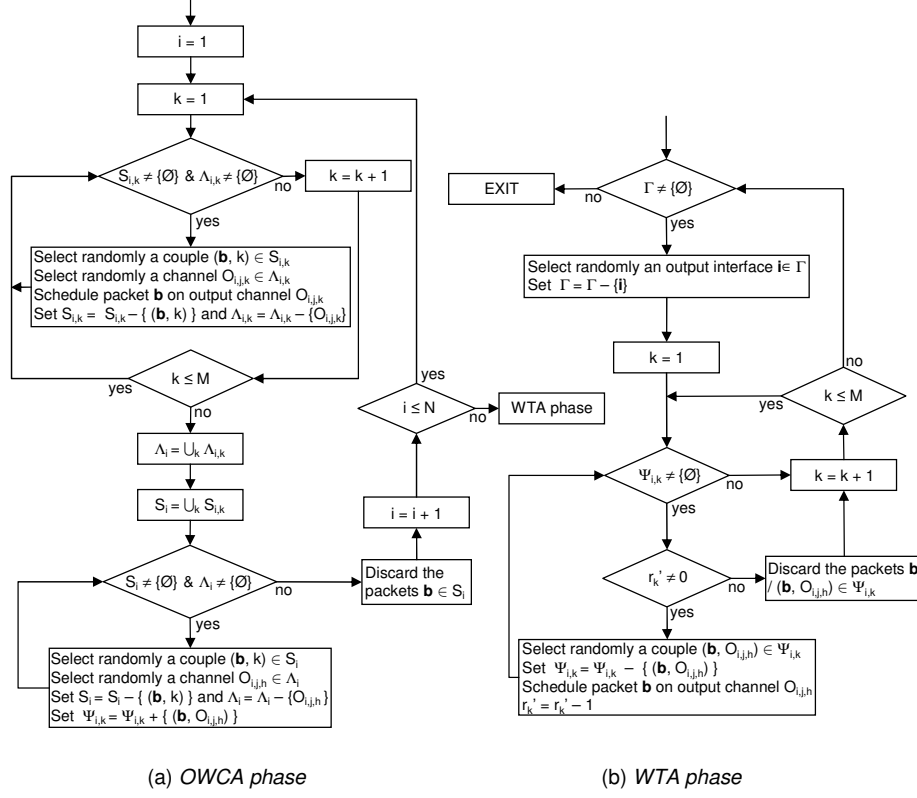 i = 1
k = 1
S_{i,k} ≠ {Ø} & Λ_{i,k} ≠ {Ø}
no
k = k + 1
yes
Select randomly a couple (b, k) ∈ S_{i,k}
Select randomly a channel O_{i,j,k} ∈ Λ_{i,k}
Schedule packet b on output channel O_{i,j,k}
Set S_{i,k} = S_{i,k} – { (b, k) } and Λ_{i,k} = Λ_{i,k} – {O_{i,j,k}}
k ≤ M
yes
no
Λ_i = ∪_k Λ_{i,k}
S_i = ∪_k S_{i,k}
S_i ≠ {Ø} & Λ_i ≠ {Ø}
no
yes
Select randomly a couple (b, k) ∈ S_i
Select randomly a channel O_{i,j,h} ∈ Λ_i
Set S_i = S_i – { (b, k) } and Λ_i = Λ_i – {O_{i,j,h}}
Set Ψ_{i,k} = Ψ_{i,k} + { (b, O_{i,j,h}) }
Discard the
packets b ∈ S_i
i = i + 1
i ≤ N
yes
no
WTA phase
(a) OWCA phase
Γ ≠ {Ø}
no
EXIT
yes
Select randomly an output interface i ∈ Γ
Set Γ = Γ – {i}
k = 1
no
k ≤ M
yes
Ψ_{i,k} ≠ {Ø}
no
k = k + 1
yes
r_k' ≠ 0
no
Discard the packets b
/ (b, O_{i,j,h}) ∈ Ψ_{i,k}
yes
Select randomly a couple (b, O_{i,j,h}) ∈ Ψ_{i,k}
Set Ψ_{i,k} = Ψ_{i,k} – { (b, O_{i,j,h}) }
Schedule packet b on output channel O_{i,j,h}
r_k' = r_k' – 1
(b) WTA phase